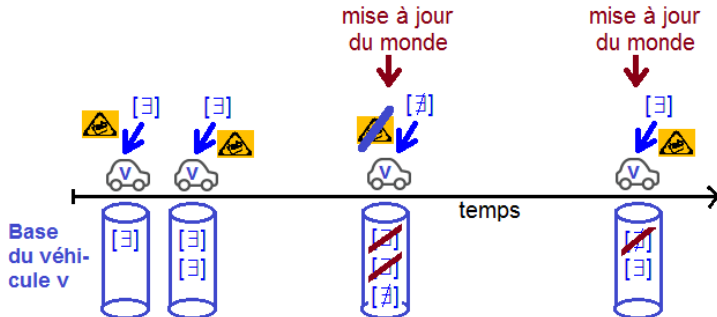 mise à jour
du monde
mise à jour
du monde
[∃]
[∃]
[∄]
[∃]
v
v
v
v
temps
Base
du véhi-
cule v
[∃]
[∃]
[∃]
[∃]
[∃]
[∄]
[∄]
[∃]